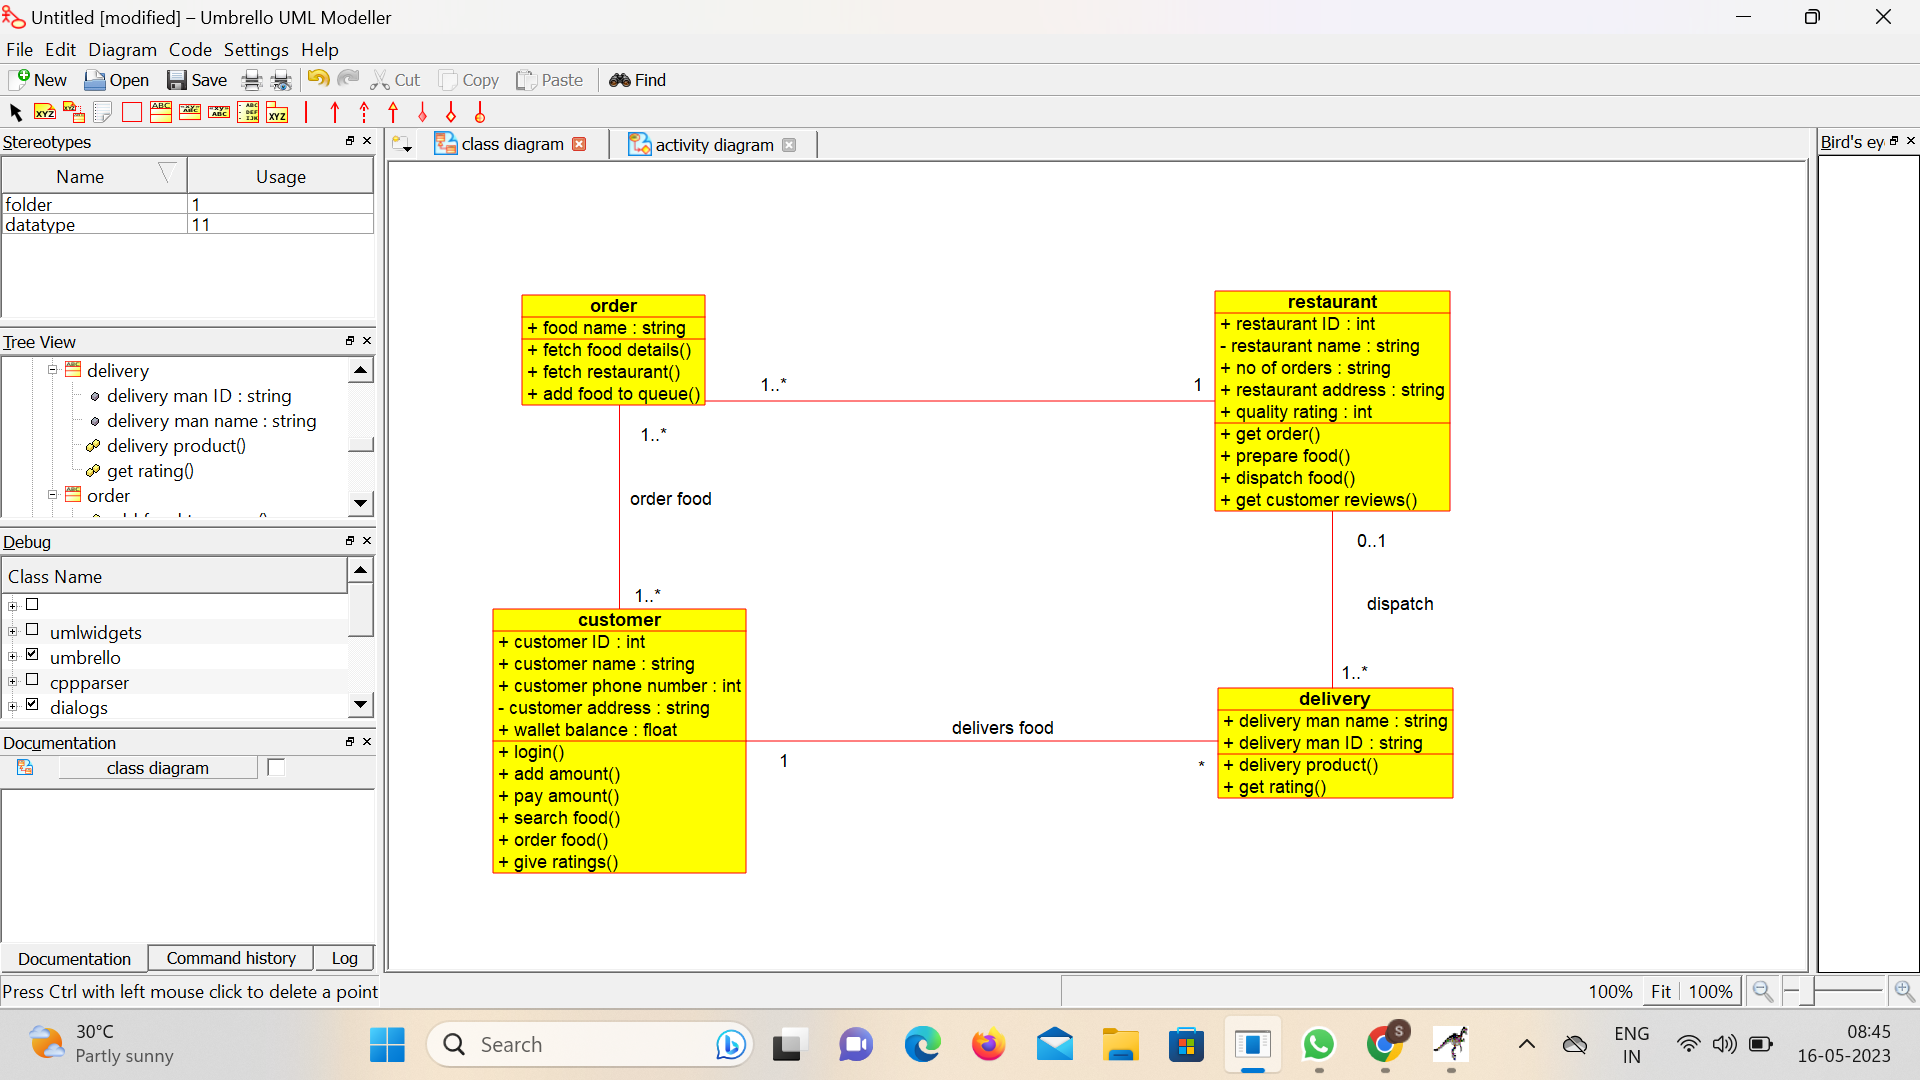 Untitled [modified] – Umbrello UML Modeller
File Edit Diagram Code Settings Help
New Open Save Cut Copy Paste Find
Stereotypes
Name Usage
folder 1
datatype 11
Tree View
delivery
delivery man ID : string
delivery man name : string
delivery product()
get rating()
order
Debug
Class Name
umlwidgets
umbrello
cppparser
dialogs
Documentation
class diagram
Documentation Command history Log
Press Ctrl with left mouse click to delete a point
class diagram activity diagram
order
+ food name : string
+ fetch food details()
+ fetch restaurant()
+ add food to queue()
1..* 1
restaurant
+ restaurant ID : int
- restaurant name : string
+ no of orders : string
+ restaurant address : string
+ quality rating : int
+ get order()
+ prepare food()
+ dispatch food()
+ get customer reviews()
1..*
order food
1..*
0..1
dispatch
1..*
customer
+ customer ID : int
+ customer name : string
+ customer phone number : int
- customer address : string
+ wallet balance : float
+ login()
+ add amount()
+ pay amount()
+ search food()
+ order food()
+ give ratings()
delivers food
1 *
delivery
+ delivery man name : string
+ delivery man ID : string
+ delivery product()
+ get rating()
Bird's ey
100% Fit 100%
30°C
Partly sunny
Search
S
ENG
IN
08:45
16-05-2023